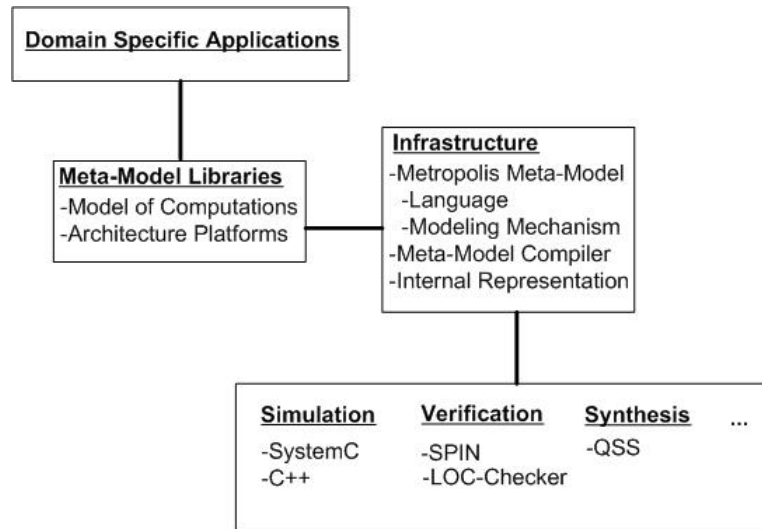 Domain Specific Applications
Meta-Model Libraries
-Model of Computations
-Architecture Platforms
Infrastructure
-Metropolis Meta-Model
-Language
-Modeling Mechanism
-Meta-Model Compiler
-Internal Representation
Simulation
-SystemC
-C++
Verification
-SPIN
-LOC-Checker
Synthesis
-QSS
...